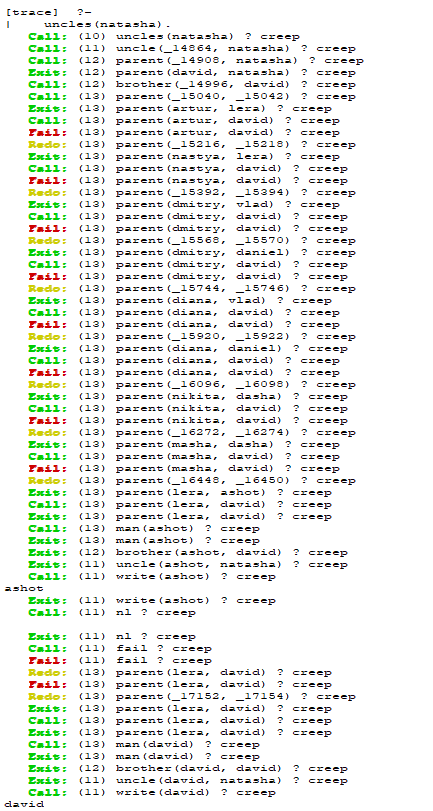 [trace]  ?-
|    uncles(natasha).
   Call: (10) uncles(natasha) ? creep
   Call: (11) uncle(_14864, natasha) ? creep
   Call: (12) parent(_14908, natasha) ? creep
   Exit: (12) parent(david, natasha) ? creep
   Call: (12) brother(_14996, david) ? creep
   Call: (13) parent(_15040, _15042) ? creep
   Exit: (13) parent(artur, lera) ? creep
   Call: (13) parent(artur, david) ? creep
   Fail: (13) parent(artur, david) ? creep
   Redo: (13) parent(_15216, _15218) ? creep
   Exit: (13) parent(nastya, lera) ? creep
   Call: (13) parent(nastya, david) ? creep
   Fail: (13) parent(nastya, david) ? creep
   Redo: (13) parent(_15392, _15394) ? creep
   Exit: (13) parent(dmitry, vlad) ? creep
   Call: (13) parent(dmitry, david) ? creep
   Fail: (13) parent(dmitry, david) ? creep
   Redo: (13) parent(_15568, _15570) ? creep
   Exit: (13) parent(dmitry, daniel) ? creep
   Call: (13) parent(dmitry, david) ? creep
   Fail: (13) parent(dmitry, david) ? creep
   Redo: (13) parent(_15744, _15746) ? creep
   Exit: (13) parent(diana, vlad) ? creep
   Call: (13) parent(diana, david) ? creep
   Fail: (13) parent(diana, david) ? creep
   Redo: (13) parent(_15920, _15922) ? creep
   Exit: (13) parent(diana, daniel) ? creep
   Call: (13) parent(diana, david) ? creep
   Fail: (13) parent(diana, david) ? creep
   Redo: (13) parent(_16096, _16098) ? creep
   Exit: (13) parent(nikita, dasha) ? creep
   Call: (13) parent(nikita, david) ? creep
   Fail: (13) parent(nikita, david) ? creep
   Redo: (13) parent(_16272, _16274) ? creep
   Exit: (13) parent(masha, dasha) ? creep
   Call: (13) parent(masha, david) ? creep
   Fail: (13) parent(masha, david) ? creep
   Redo: (13) parent(_16448, _16450) ? creep
   Exit: (13) parent(lera, ashot) ? creep
   Call: (13) parent(lera, david) ? creep
   Exit: (13) parent(lera, david) ? creep
   Call: (13) man(ashot) ? creep
   Exit: (13) man(ashot) ? creep
   Exit: (12) brother(ashot, david) ? creep
   Exit: (11) uncle(ashot, natasha) ? creep
   Call: (11) write(ashot) ? creep
ashot
   Exit: (11) write(ashot) ? creep
   Call: (11) nl ? creep

   Exit: (11) nl ? creep
   Call: (11) fail ? creep
   Fail: (11) fail ? creep
   Redo: (13) parent(lera, david) ? creep
   Fail: (13) parent(lera, david) ? creep
   Redo: (13) parent(_17152, _17154) ? creep
   Exit: (13) parent(lera, david) ? creep
   Call: (13) parent(lera, david) ? creep
   Exit: (13) parent(lera, david) ? creep
   Call: (13) man(david) ? creep
   Exit: (13) man(david) ? creep
   Exit: (12) brother(david, david) ? creep
   Exit: (11) uncle(david, natasha) ? creep
   Call: (11) write(david) ? creep
david